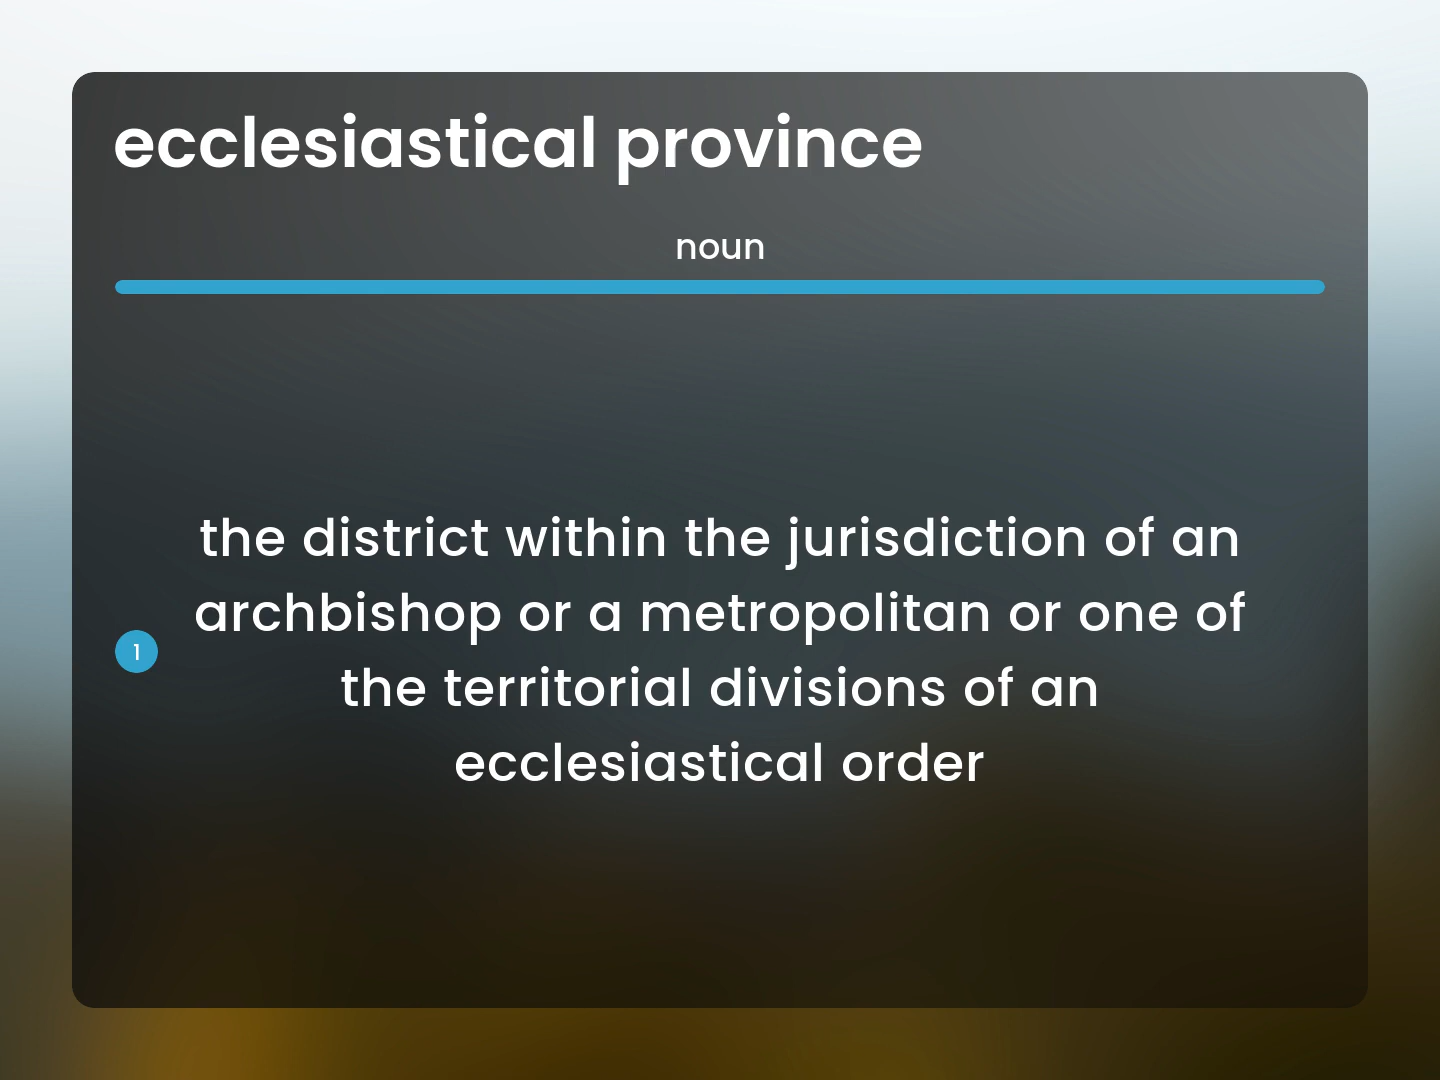 ecclesiastical province
noun
the district within the jurisdiction of an
archbishop or a metropolitan or one of
1
the territorial divisions of an
ecclesiastical order